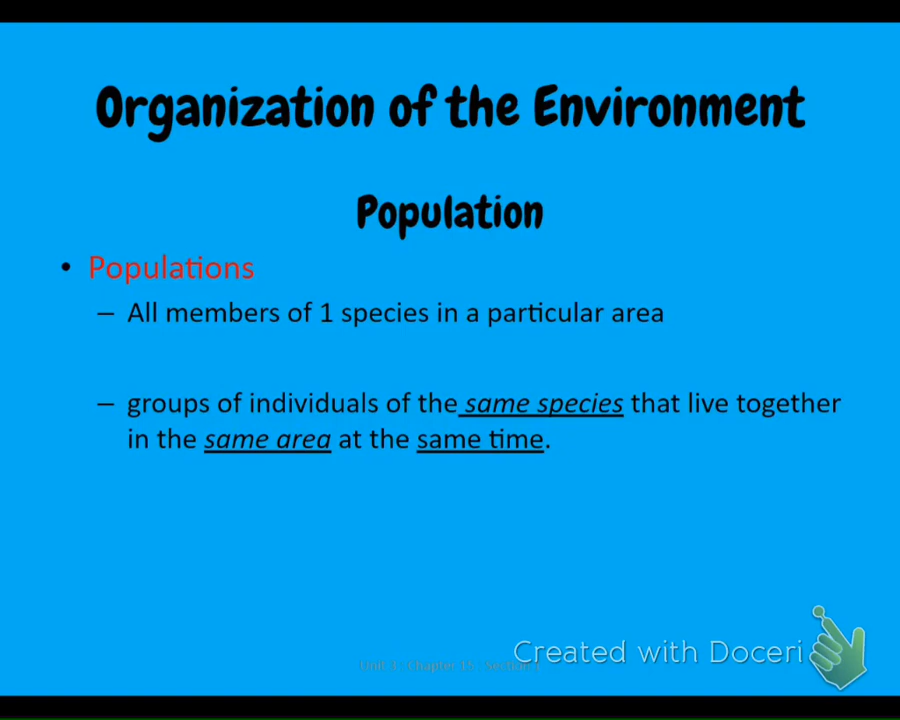 Organization of the Environment
Population
• Populations
– All members of 1 species in a particular area
– groups of individuals of the same species that live together
in the same area at the same time.
Created with Doceri
Unit 1, Chapter 15, Section 1